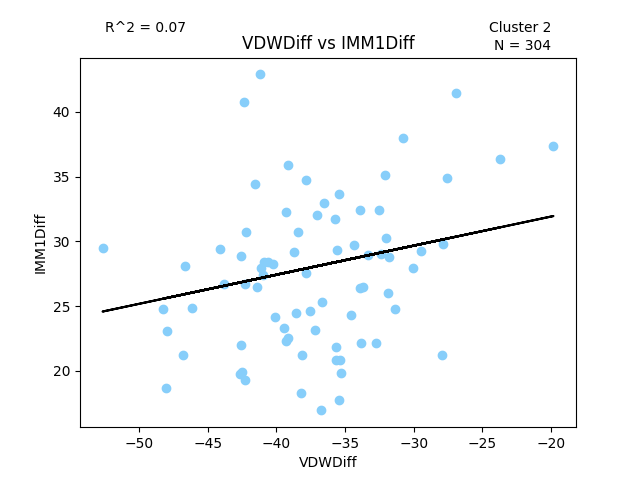 R^2 = 0.07
Cluster 2
N = 304
VDWDiff vs IMM1Diff
IMM1Diff
40
35
30
25
20
−50
−45
−40
−35
−30
−25
−20
VDWDiff